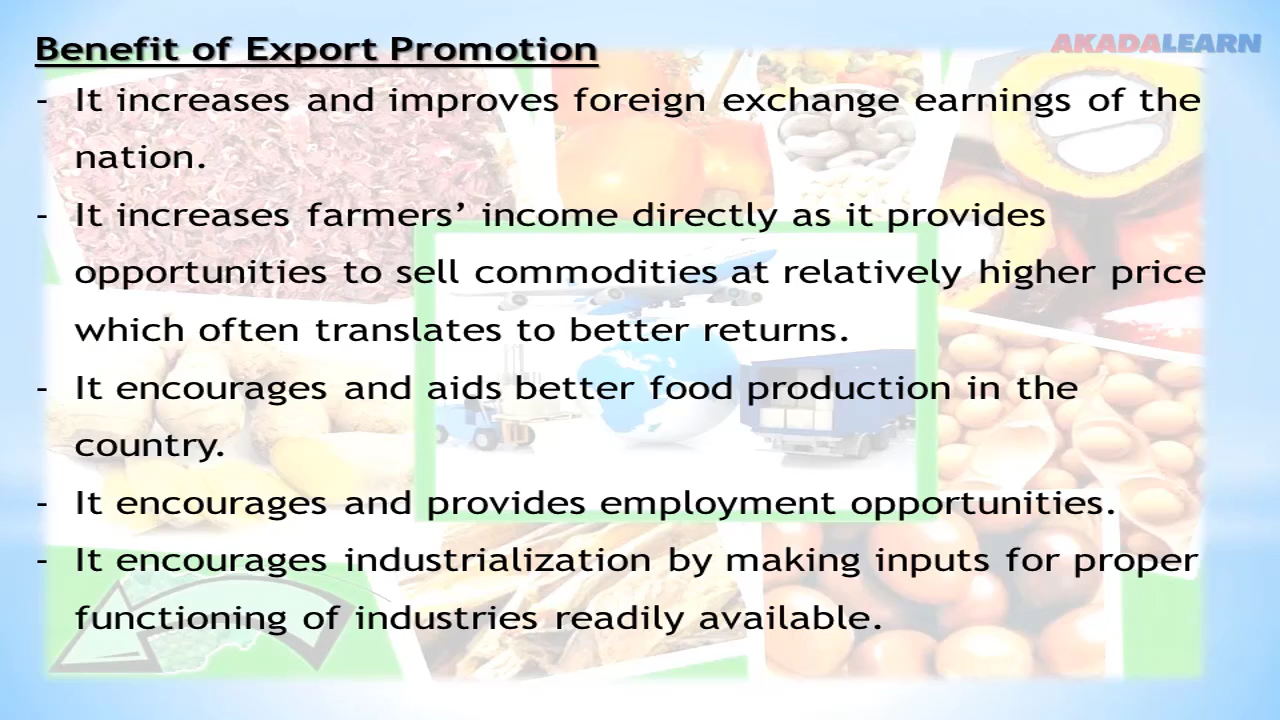 Benefit of Export Promotion
AKADALEARN
- It increases and improves foreign exchange earnings of the
nation.
- It increases farmers’ income directly as it provides
opportunities to sell commodities at relatively higher price
which often translates to better returns.
- It encourages and aids better food production in the
country.
- It encourages and provides employment opportunities.
- It encourages industrialization by making inputs for proper
functioning of industries readily available.